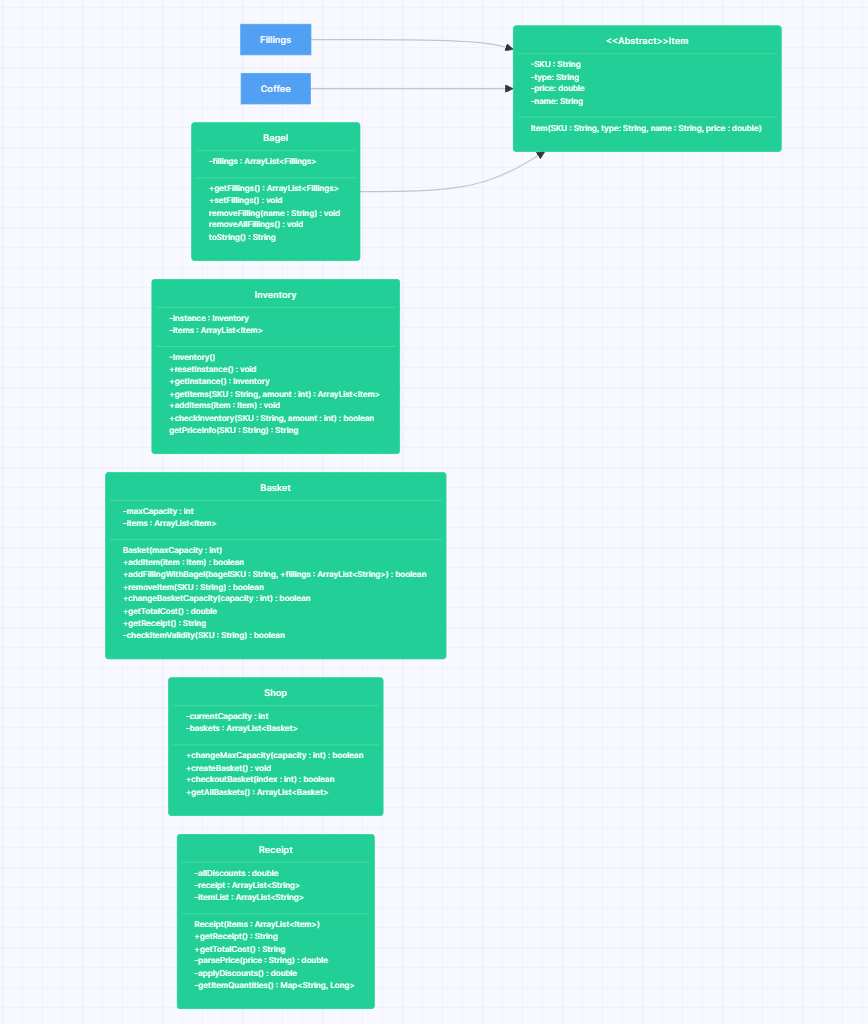 Fillings
<<Abstract>>Item
-SKU : String
-type: String
-price: double
-name: String
Item(SKU : String, type: String, name : String, price : double)
Coffee
Bagel
-fillings : ArrayList<Fillings>
+getFillings() : ArrayList<Fillings>
+setFillings() : void
removeFilling(name : String) : void
removeAllFillings() : void
toString() : String
Inventory
-instance : Inventory
-items : ArrayList<Item>
-Inventory()
+resetInstance() : void
+getInstance() : Inventory
+getItems(SKU : String, amount : int) : ArrayList<Item>
+addItems(item : Item) : void
+checkInventory(SKU : String, amount : int) : boolean
getPriceInfo(SKU : String) : String
Basket
-maxCapacity : int
-items : ArrayList<Item>
Basket(maxCapacity : int)
+addItem(item : Item) : boolean
+addFillingWithBagel(bagelSKU : String, +fillings : ArrayList<String>) : boolean
+removeItem(SKU : String) : boolean
+changeBasketCapacity(capacity : int) : boolean
+getTotalCost() : double
+getReceipt() : String
-checkItemValidity(SKU : String) : boolean
Shop
-currentCapacity : int
-baskets : ArrayList<Basket>
+changeMaxCapacity(capacity : int) : boolean
+createBasket() : void
+checkoutBasket(index : int) : boolean
+getAllBaskets() : ArrayList<Basket>
Receipt
-allDiscounts : double
-receipt : ArrayList<String>
-itemList : ArrayList<String>
Receipt(items : ArrayList<Item>)
+getReceipt() : String
+getTotalCost() : String
-parsePrice(price : String) : double
-applyDiscounts() : double
-getItemQuantities() : Map<String, Long>